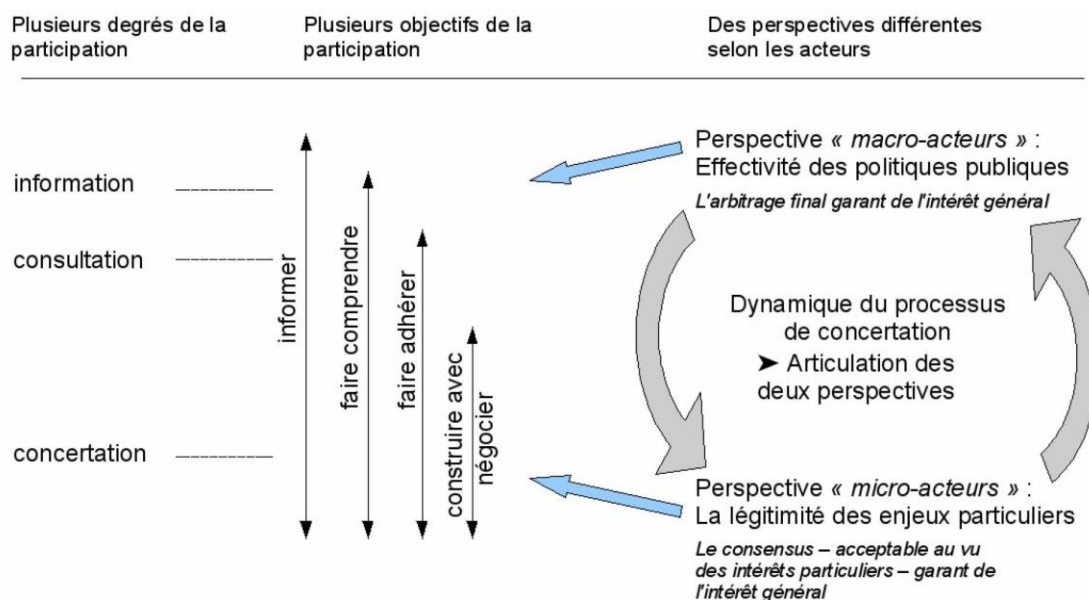 Plusieurs degrés de la
participation
Plusieurs objectifs de la
participation
Des perspectives différentes
selon les acteurs
information
consultation
concertation
informer
faire comprendre
faire adhérer
construire avec
négocier
Perspective « macro-acteurs » :
Effectivité des politiques publiques
L'arbitrage final garant de l'intérêt général
Dynamique du processus
de concertation
➤ Articulation des
deux perspectives
Perspective « micro-acteurs » :
La légitimité des enjeux particuliers
Le consensus – acceptable au vu
des intérêts particuliers – garant de
l'intérêt général